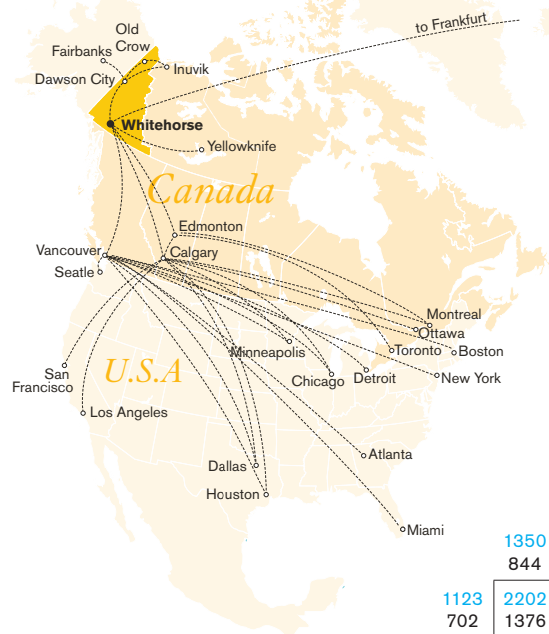 to Frankfurt
Old
Crow
Fairbanks
Inuvik
Dawson City
Whitehorse
Yellowknife
Canada
Edmonton
Vancouver
Calgary
Seatle
Montreal
Ottawa
Toronto
Boston
Minneapolis
U.S.A
San
Francisco
Chicago
Detroit
New York
Los Angeles
Atlanta
Dallas
Houston
Miami
1350
844
1123 2202
702 1376